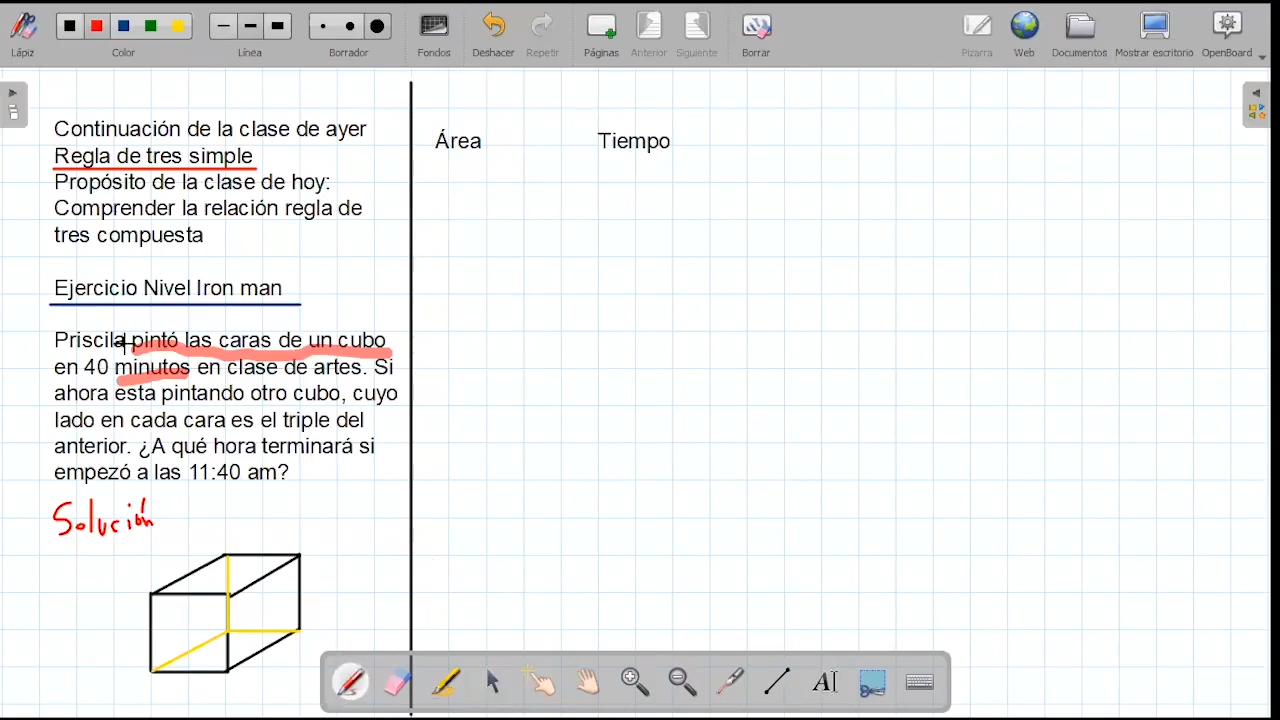 Lápiz
Color
Línea
Borrador
Fondos
Deshacer
Repetir
Páginas
Anterior
Siguiente
Borrar
Pizarra
Web
Documentos
Mostrar escritorio
OpenBoard
Continuación de la clase de ayer
Regla de tres simple
Propósito de la clase de hoy:
Comprender la relación regla de
tres compuesta
Ejercicio Nivel Iron man
Priscila pintó las caras de un cubo
en 40 minutos en clase de artes. Si
ahora esta pintando otro cubo, cuyo
lado en cada cara es el triple del
anterior. ¿A qué hora terminará si
empezó a las 11:40 am?
Solución
Área
Tiempo
AI